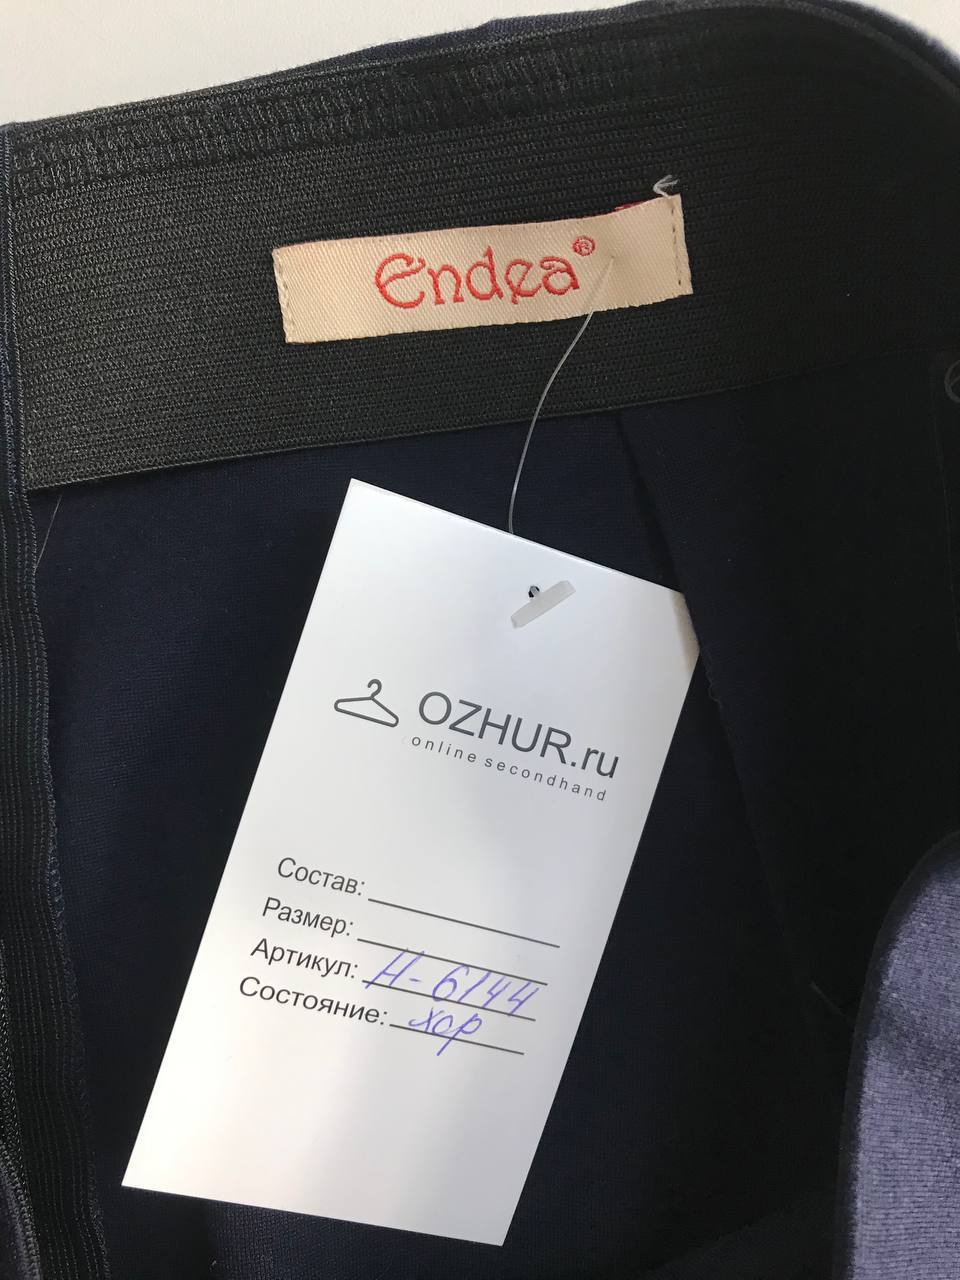 Endea®
OZHUR.ru
online secondhand
Состав:
Размер:
Артикул: Н-6144
Состояние: хор